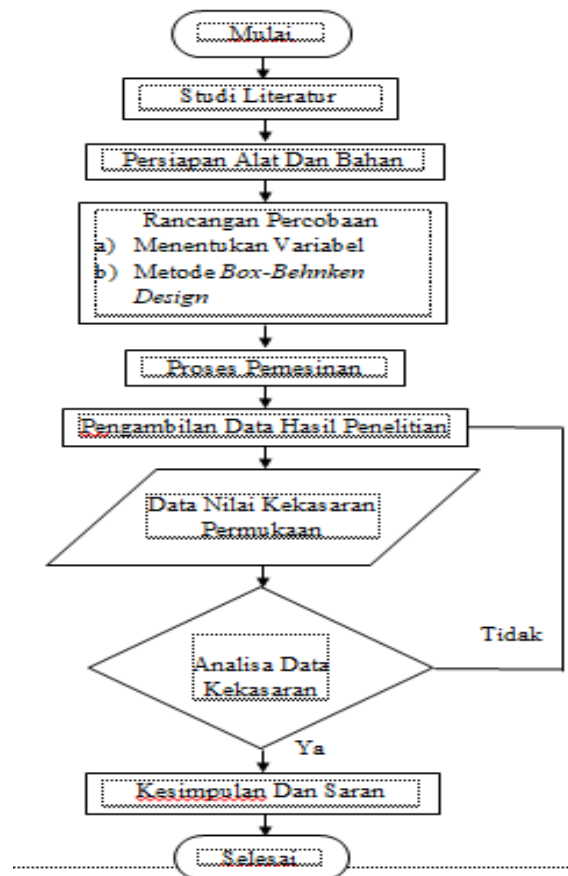 Mulai
Studi Literatur
Persiapan Alat Dan Bahan
Rancangan Percobaan
a) Menentukan Variabel
b) Metode Box-Behnken
Design
Proses Pemesinan
Pengambilan Data Hasil Penelitian
Data Nilai Kekasaran
Permukaan
Tidak
Analisa Data
Kekasaran
Ya
Kesimpulan Dan Saran
Selesai